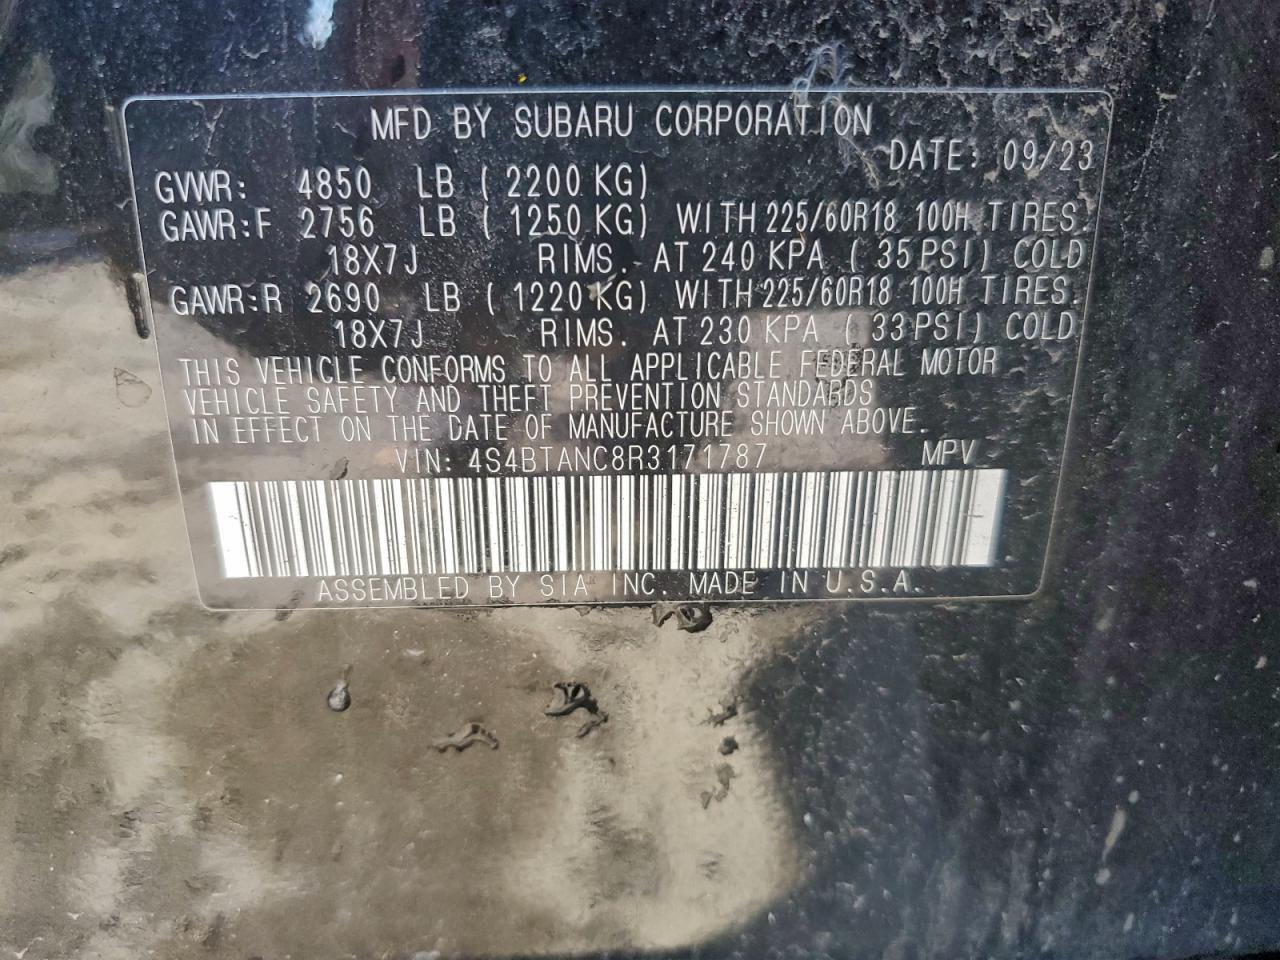 MFD BY SUBARU CORPORATION
DATE: 09/23
GVWR: 4850 LB ( 2200 KG)
GAWR:F 2756 LB ( 1250 KG) WITH 225/60R18 100H TIRES.
18X7J RIMS. AT 240 KPA ( 35 PSI) COLD
GAWR:R 2690 LB ( 1220 KG) WITH 225/60R18 100H TIRES.
18X7J RIMS. AT 230 KPA ( 33 PSI) COLD
THIS VEHICLE CONFORMS TO ALL APPLICABLE FEDERAL MOTOR
VEHICLE SAFETY AND THEFT PREVENTION STANDARDS
IN EFFECT ON THE DATE OF MANUFACTURE SHOWN ABOVE.
VIN: 4S4BTANC8R3171787 MPV
ASSEMBLED BY SIA INC. MADE IN U.S.A.